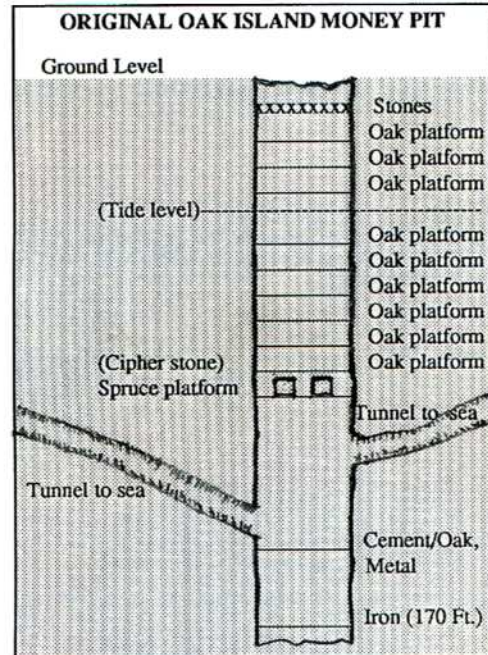 ORIGINAL OAK ISLAND MONEY PIT
Ground Level
Stones
Oak platform
Oak platform
Oak platform
(Tide level)
Oak platform
Oak platform
Oak platform
Oak platform
Oak platform
Oak platform
(Cipher stone)
Spruce platform
Tunnel to sea
Tunnel to sea
Cement/Oak,
Metal
Iron (170 Ft.)